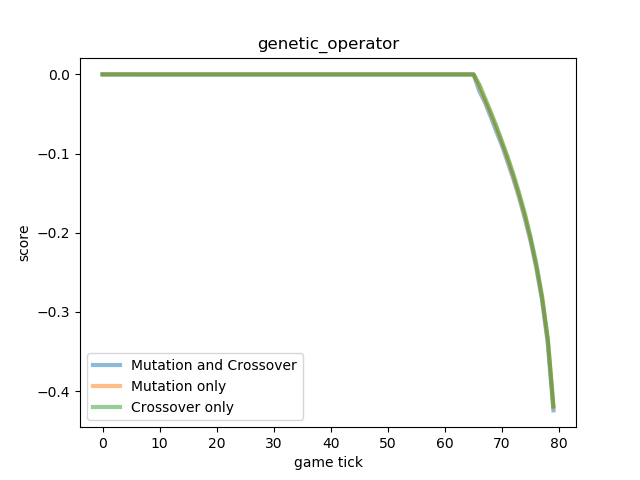 genetic_operator
0.0
−0.1
−0.2
−0.3
−0.4
score
Mutation and Crossover
Mutation only
Crossover only
0 10 20 30 40 50 60 70 80
game tick